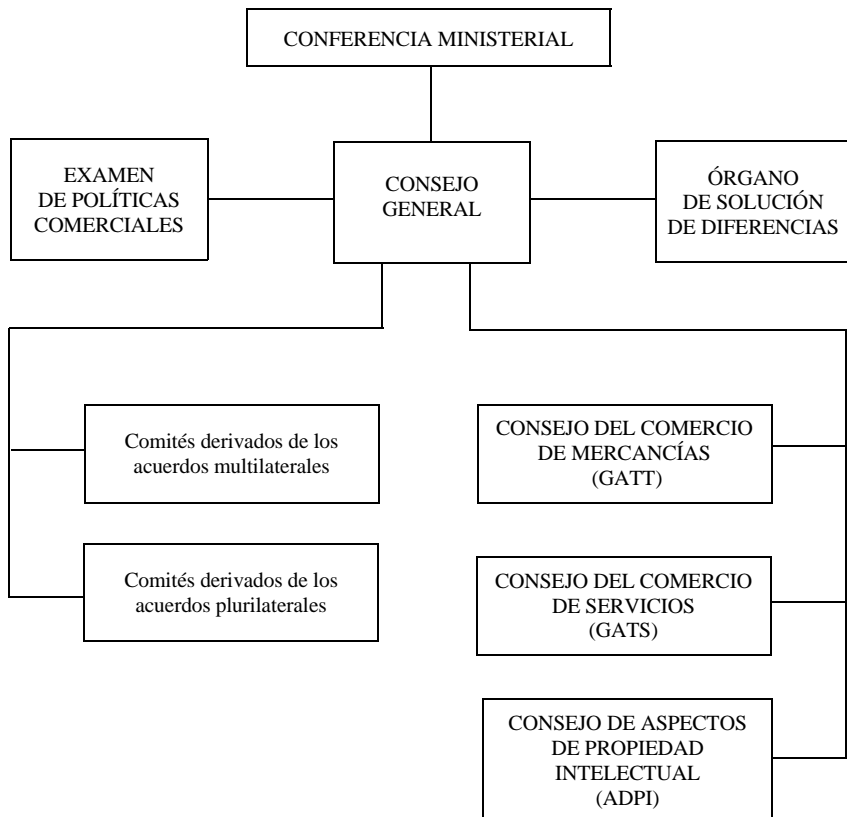 CONFERENCIA MINISTERIAL
EXAMEN
DE POLÍTICAS
COMERCIALES
CONSEJO
GENERAL
ÓRGANO
DE SOLUCIÓN
DE DIFERENCIAS
Comités derivados de los
acuerdos multilaterales
Comités derivados de los
acuerdos plurilaterales
CONSEJO DEL COMERCIO
DE MERCANCÍAS
(GATT)
CONSEJO DEL COMERCIO
DE SERVICIOS
(GATS)
CONSEJO DE ASPECTOS
DE PROPIEDAD
INTELECTUAL
(ADPI)